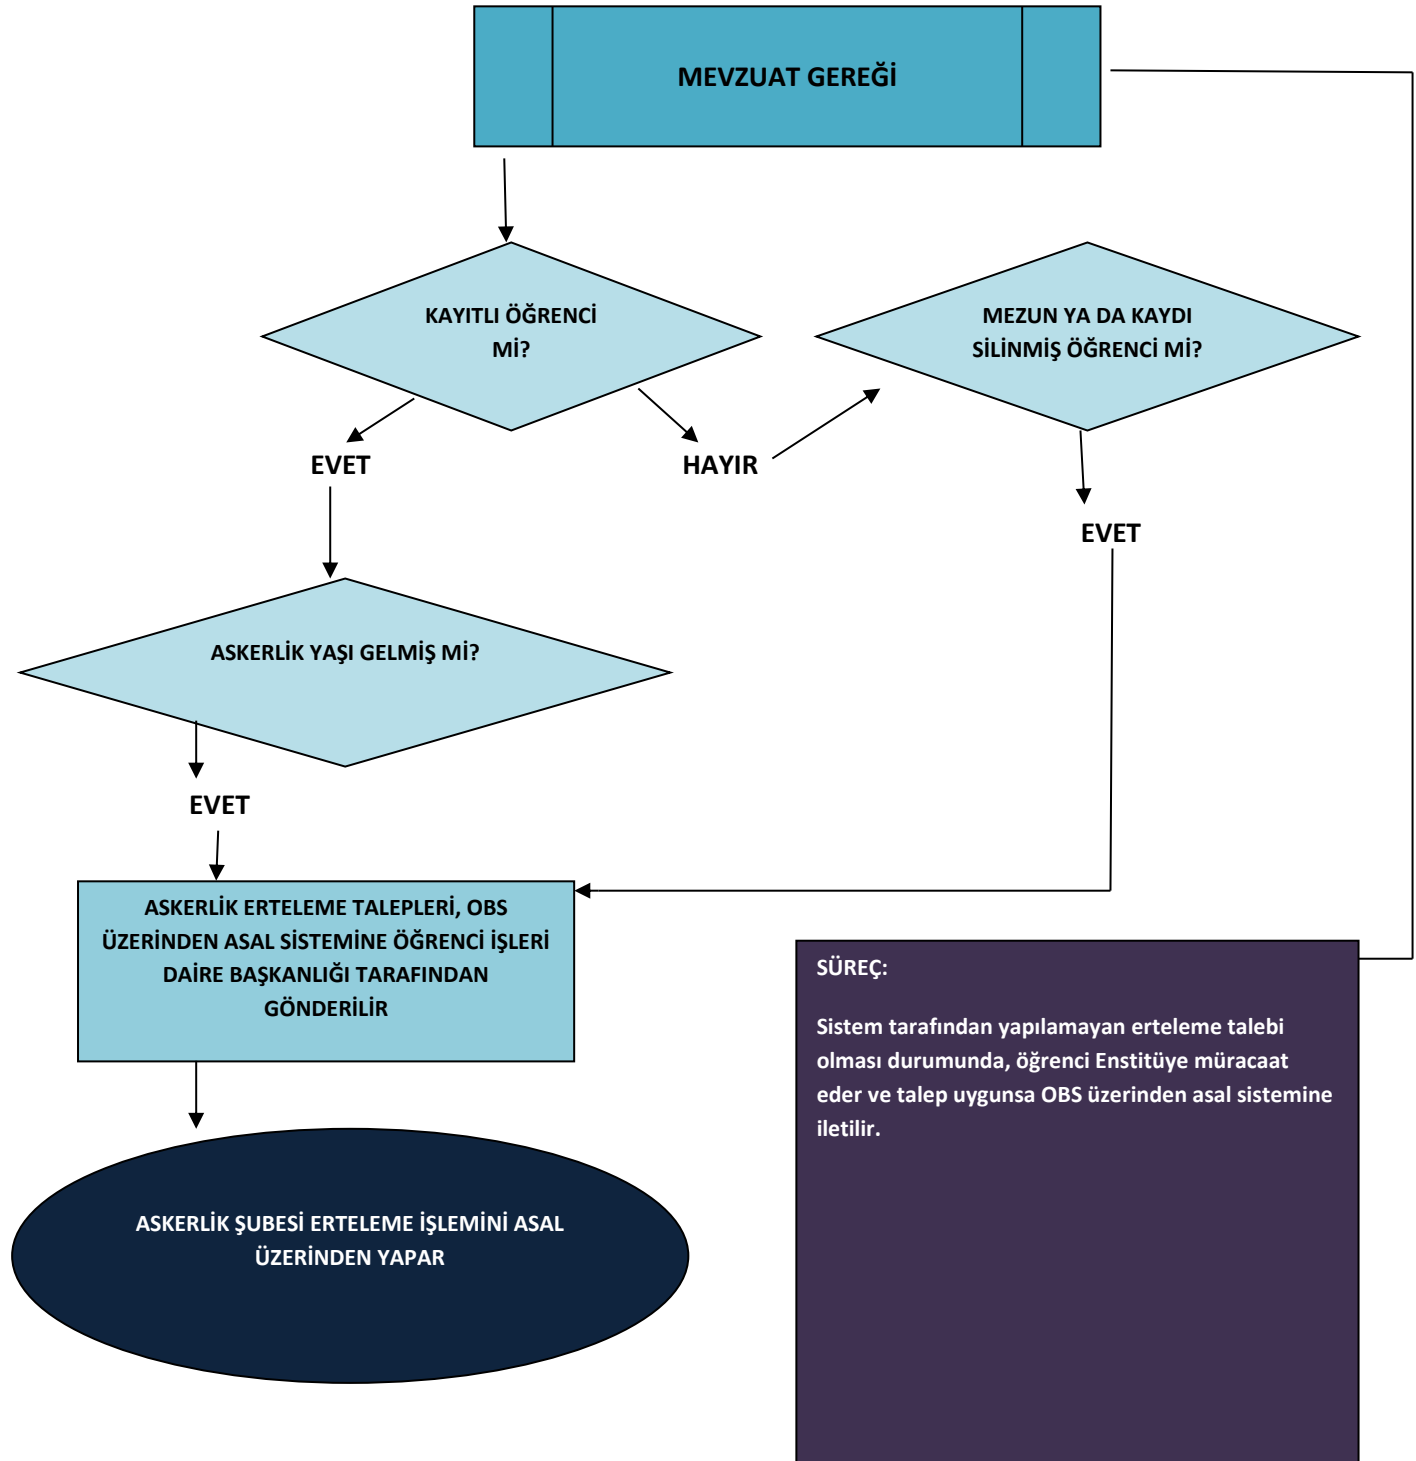 MEVZUAT GEREĞİ
KAYITLI ÖĞRENCİ
Mİ?
MEZUN YA DA KAYDI
SİLİNMİŞ ÖĞRENCİ Mİ?
EVET
HAYIR
EVET
ASKERLİK YAŞI GELMİŞ Mİ?
EVET
ASKERLİK ERTELEME TALEPLERİ, OBS
ÜZERİNDEN ASAL SİSTEMİNE ÖĞRENCİ İŞLERİ
DAİRE BAŞKANLIĞI TARAFINDAN
GÖNDERİLİR
SÜREÇ:
Sistem tarafından yapılamayan erteleme talebi
olması durumunda, öğrenci Enstitüye müracaat
eder ve talep uygunsa OBS üzerinden asal sistemine
iletilir.
ASKERLİK ŞUBESİ ERTELEME İŞLEMİNİ ASAL
ÜZERİNDEN YAPAR